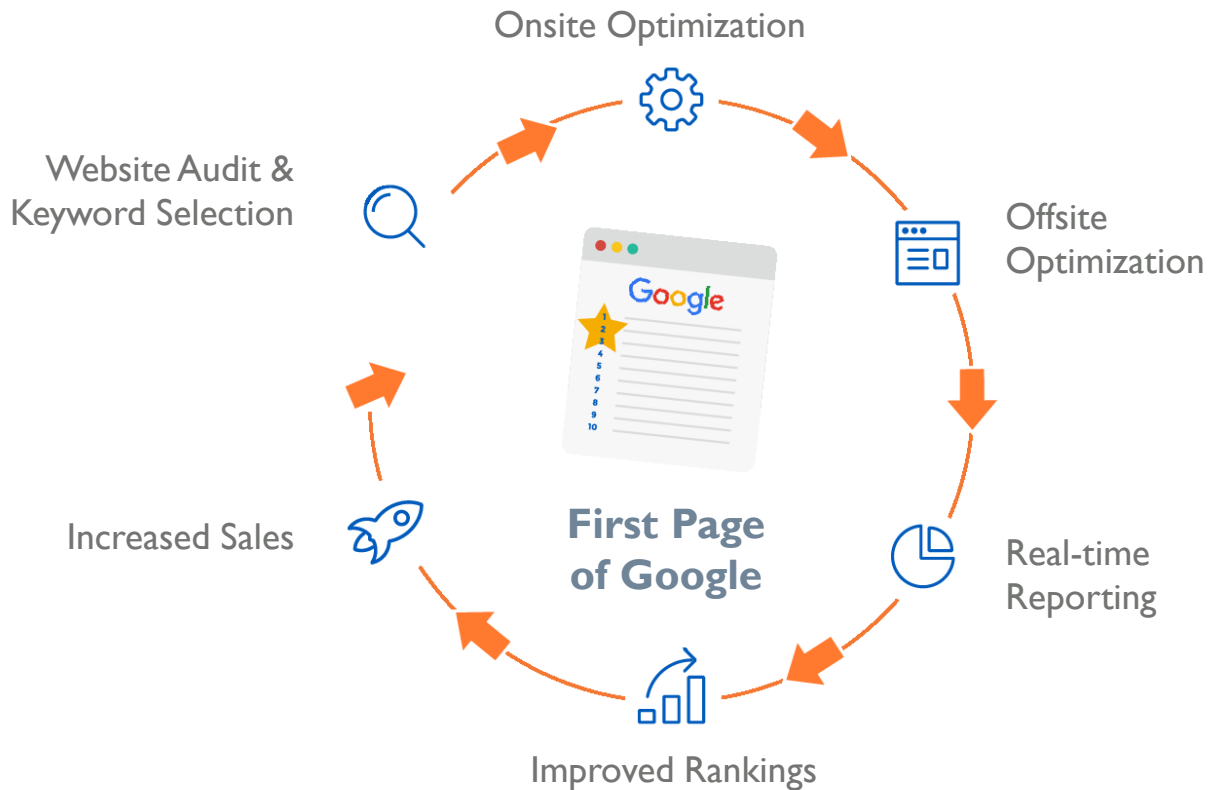 Onsite Optimization
Website Audit &
Keyword Selection
Offsite
Optimization
Google
1
2
3
4
5
6
7
8
9
10
First Page
of Google
Increased Sales
Real-time
Reporting
Improved Rankings